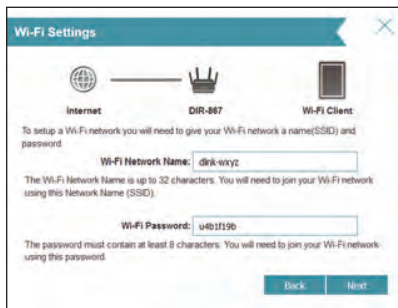 Wi-Fi Settings
Internet
DIR-867
Wi-Fi Client
To setup a Wi-Fi network you will need to give your Wi-Fi network a name(SSID) and
password.
Wi-Fi Network Name: dlink-wxyz
The Wi-Fi Network Name is up to 32 characters. You will need to join your Wi-Fi network
using this Network Name (SSID).
Wi-Fi Password: u4b1f19b
The password must contain at least 8 characters. You will need to join your Wi-Fi network
using this password.
Back
Next